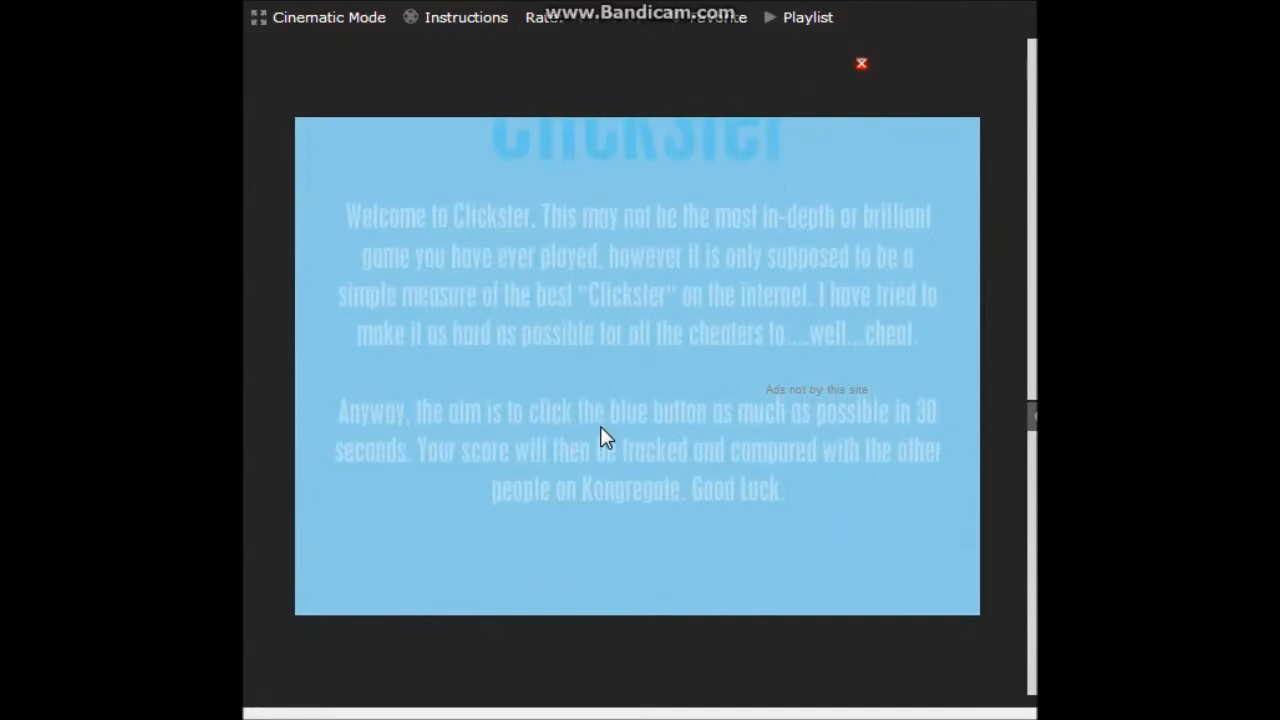 www.Bandicam.com
Cinematic Mode Instructions Playlist
Clickster
Welcome to Clickster. This may not be the most in-depth or brilliant
game you have ever played, however it is only supposed to be a
simple measure of the best "Clickster" on the internet. I have tried to
make it as hard as possible for all the cheaters to....well...cheat.
Ads not by this site
Anyway, the aim is to click the blue button as much as possible in 30
seconds. Your score will then be tracked and compared with the other
people on Kongregate. Good Luck.